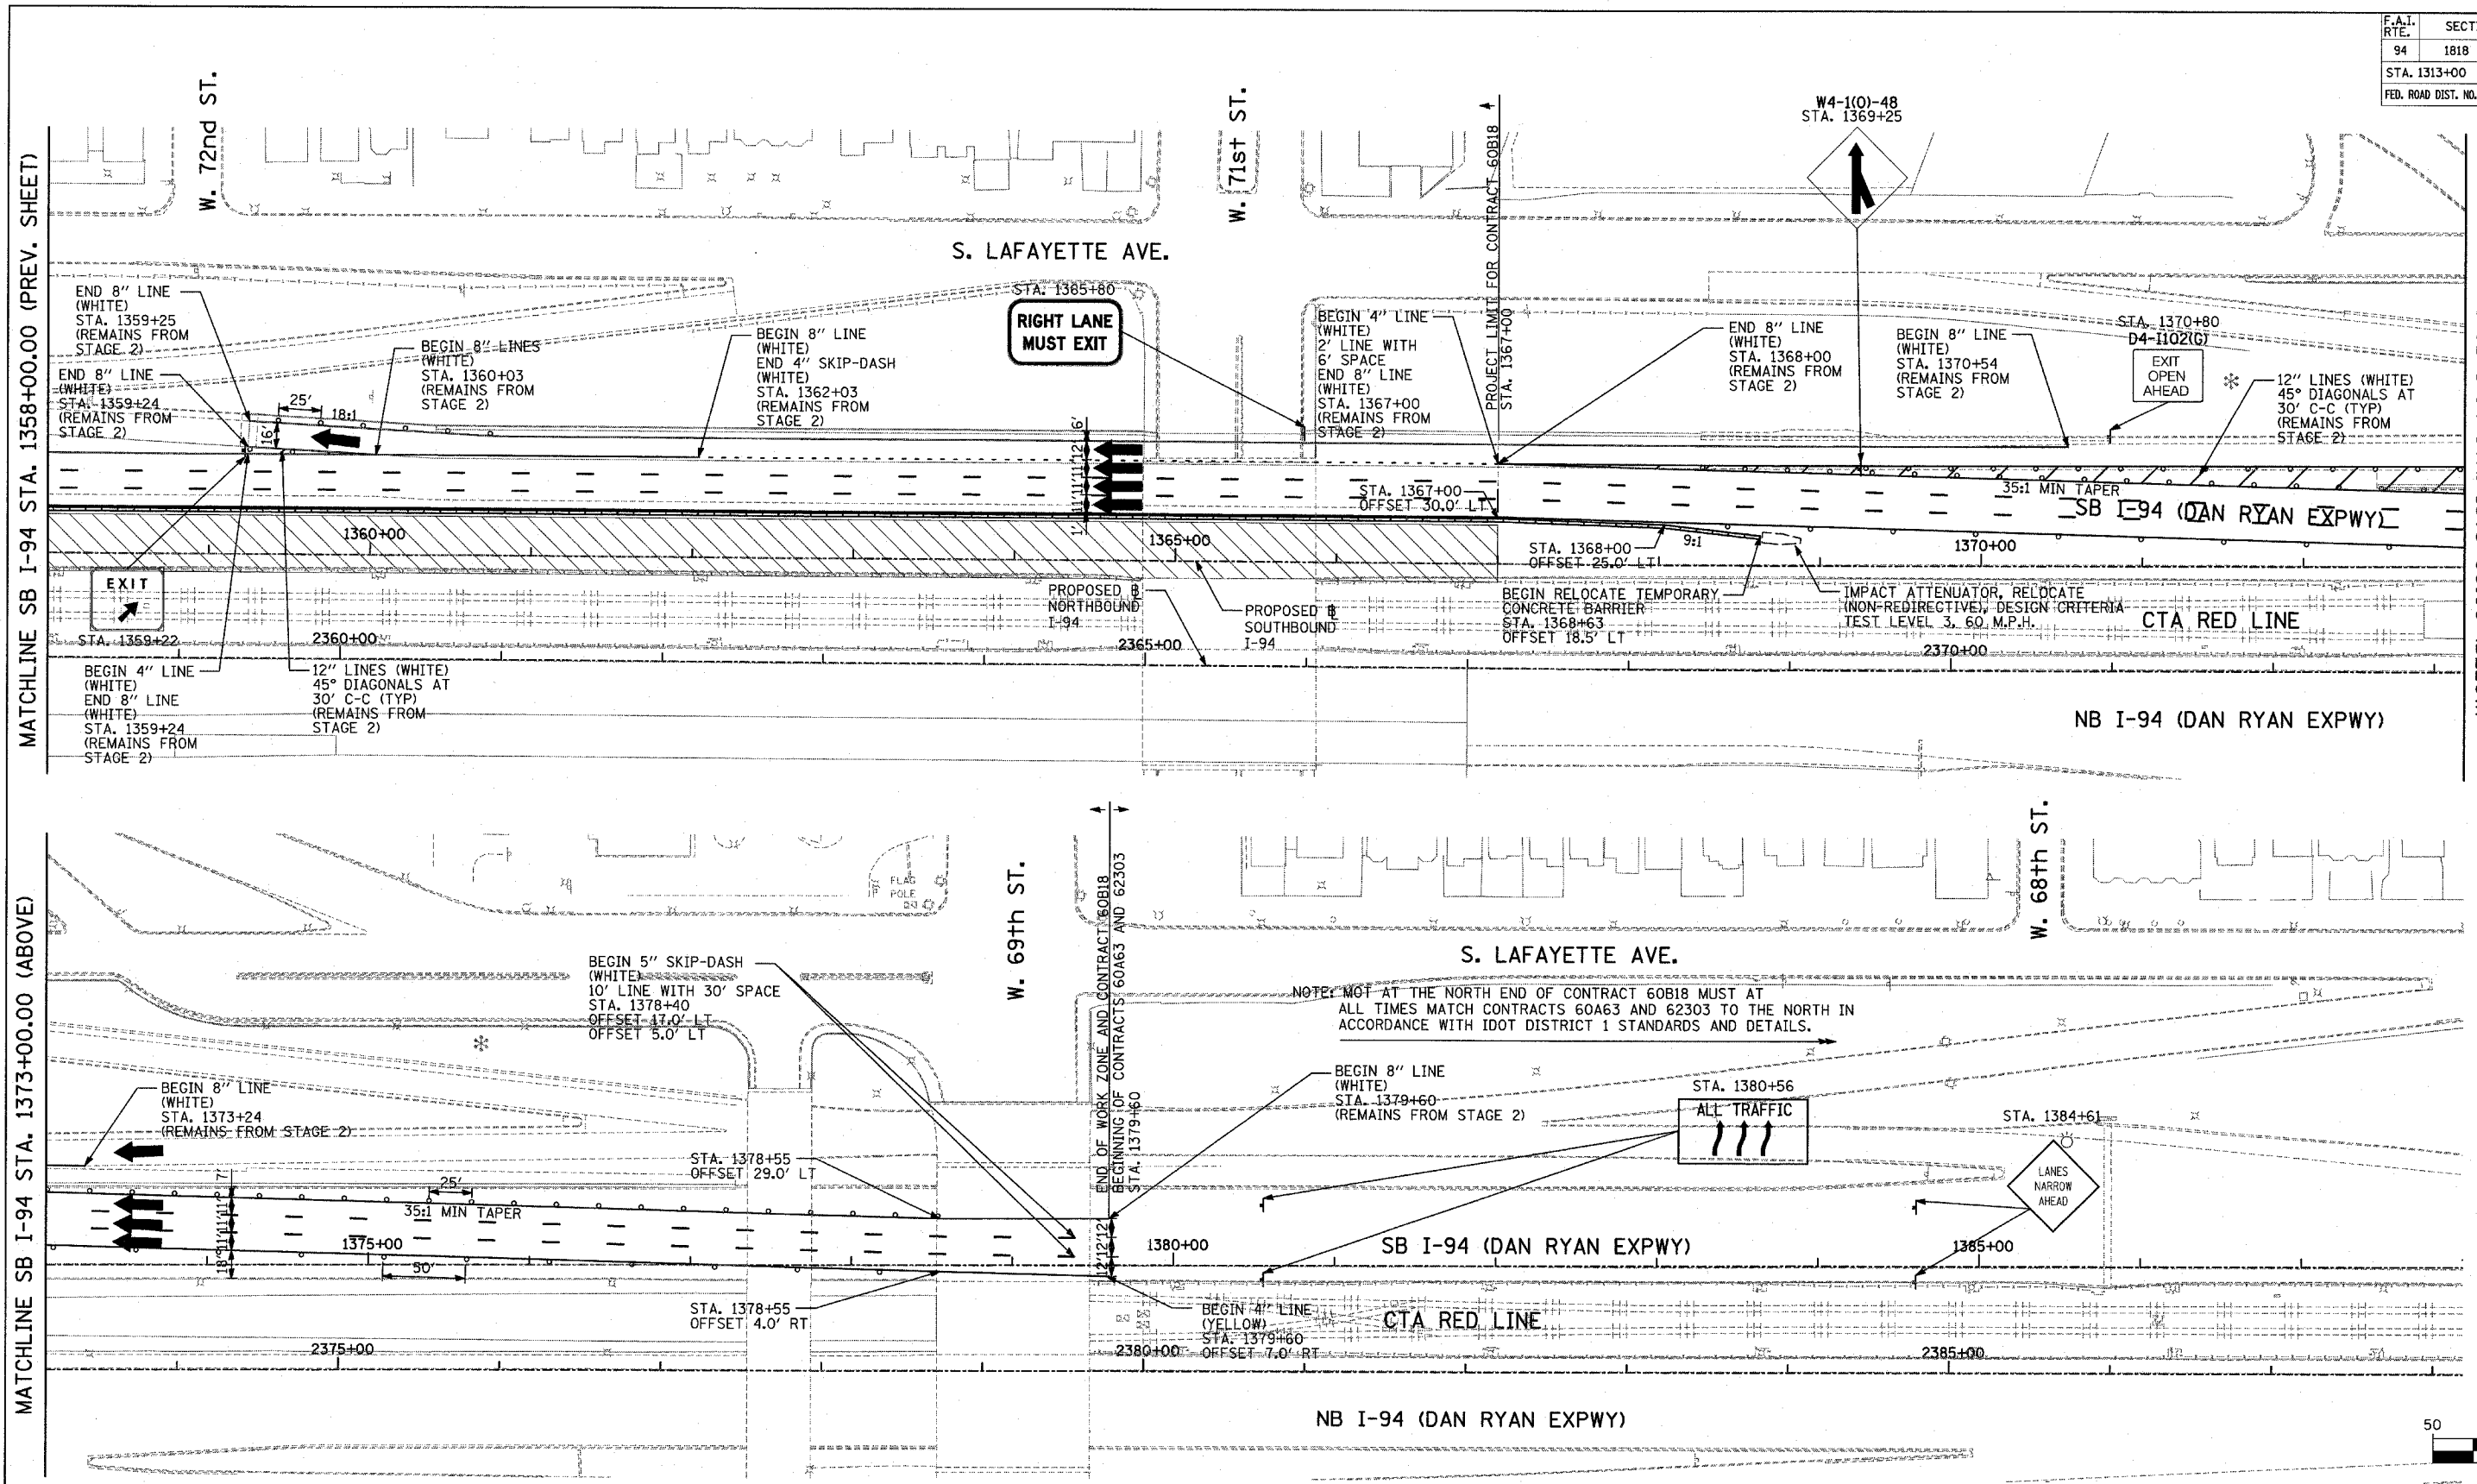 F.A.I.
RTE.
SECT
94
1818
STA. 1313+00
FED. ROAD DIST. NO.
MATCHLINE SB I-94 STA. 1358+00.00 (PREV. SHEET)
W. 72nd ST.
W. 71st ST.
S. LAFAYETTE AVE.
W4-1(O)-48
STA. 1369+25
PROJECT LIMIT FOR CONTRACT 60B18
STA. 1367+00
END 8" LINE
(WHITE)
STA. 1359+25
(REMAINS FROM
STAGE 2)
END 8" LINE
(WHITE)
STA. 1359+24
(REMAINS FROM
STAGE 2)
25'
18:1
16'
BEGIN 8" LINES
(WHITE)
STA. 1360+03
(REMAINS FROM
STAGE 2)
BEGIN 8" LINE
(WHITE)
END 4" SKIP-DASH
(WHITE)
STA. 1362+03
(REMAINS FROM
STAGE 2)
STA. 1365+80
RIGHT LANE
MUST EXIT
6'
12'
11'
11'
11'
1'
BEGIN 4" LINE
(WHITE)
2' LINE WITH
6' SPACE
END 8" LINE
(WHITE)
STA. 1367+00
(REMAINS FROM
STAGE 2)
END 8" LINE
(WHITE)
STA. 1368+00
(REMAINS FROM
STAGE 2)
BEGIN 8" LINE
(WHITE)
STA. 1370+54
(REMAINS FROM
STAGE 2)
STA. 1370+80
D4-I102(G)
EXIT
OPEN
AHEAD
12" LINES (WHITE)
45° DIAGONALS AT
30' C-C (TYP)
(REMAINS FROM
STAGE 2)
STA. 1367+00
OFFSET 30.0' LT
35:1 MIN TAPER
SB I-94 (DAN RYAN EXPWY)
1360+00
1365+00
1370+00
STA. 1368+00
OFFSET 25.0' LT
9:1
EXIT
STA. 1359+22
2360+00
PROPOSED ℄
NORTHBOUND
I-94
2365+00
PROPOSED ℄
SOUTHBOUND
I-94
BEGIN RELOCATE TEMPORARY
CONCRETE BARRIER
STA. 1368+63
OFFSET 18.5' LT
IMPACT ATTENUATOR, RELOCATE
(NON-REDIRECTIVE), DESIGN CRITERIA
TEST LEVEL 3, 60 M.P.H.
CTA RED LINE
2370+00
BEGIN 4" LINE
(WHITE)
END 8" LINE
(WHITE)
STA. 1359+24
(REMAINS FROM
STAGE 2)
12" LINES (WHITE)
45° DIAGONALS AT
30' C-C (TYP)
(REMAINS FROM
STAGE 2)
NB I-94 (DAN RYAN EXPWY)
MATCHLINE SB I-94 STA. 1373+00.00 (ABOVE)
FLAG
POLE
W. 69th ST.
W. 68th ST.
END OF WORK ZONE AND CONTRACT 60B18
BEGINNING OF CONTRACTS 60A63 AND 62303
STA. 1379+60
S. LAFAYETTE AVE.
BEGIN 5" SKIP-DASH
(WHITE)
10' LINE WITH 30' SPACE
STA. 1378+40
OFFSET 17.0' LT
OFFSET 5.0' LT
NOTE: MOT AT THE NORTH END OF CONTRACT 60B18 MUST AT
ALL TIMES MATCH CONTRACTS 60A63 AND 62303 TO THE NORTH IN
ACCORDANCE WITH IDOT DISTRICT 1 STANDARDS AND DETAILS.
BEGIN 8" LINE
(WHITE)
STA. 1373+24
(REMAINS FROM STAGE 2)
BEGIN 8" LINE
(WHITE)
STA. 1379+60
(REMAINS FROM STAGE 2)
STA. 1380+56
ALL TRAFFIC
STA. 1384+61
LANES
NARROW
AHEAD
STA. 1378+55
OFFSET 29.0' LT
7'
11'
11'
11'
18'
25'
35:1 MIN TAPER
12'
12'
12'
1375+00
1380+00
SB I-94 (DAN RYAN EXPWY)
1385+00
50'
STA. 1378+55
OFFSET 4.0' RT
BEGIN 4" LINE
(YELLOW)
STA. 1379+60
OFFSET 7.0' RT
CTA RED LINE
2375+00
2380+00
2385+00
NB I-94 (DAN RYAN EXPWY)
50